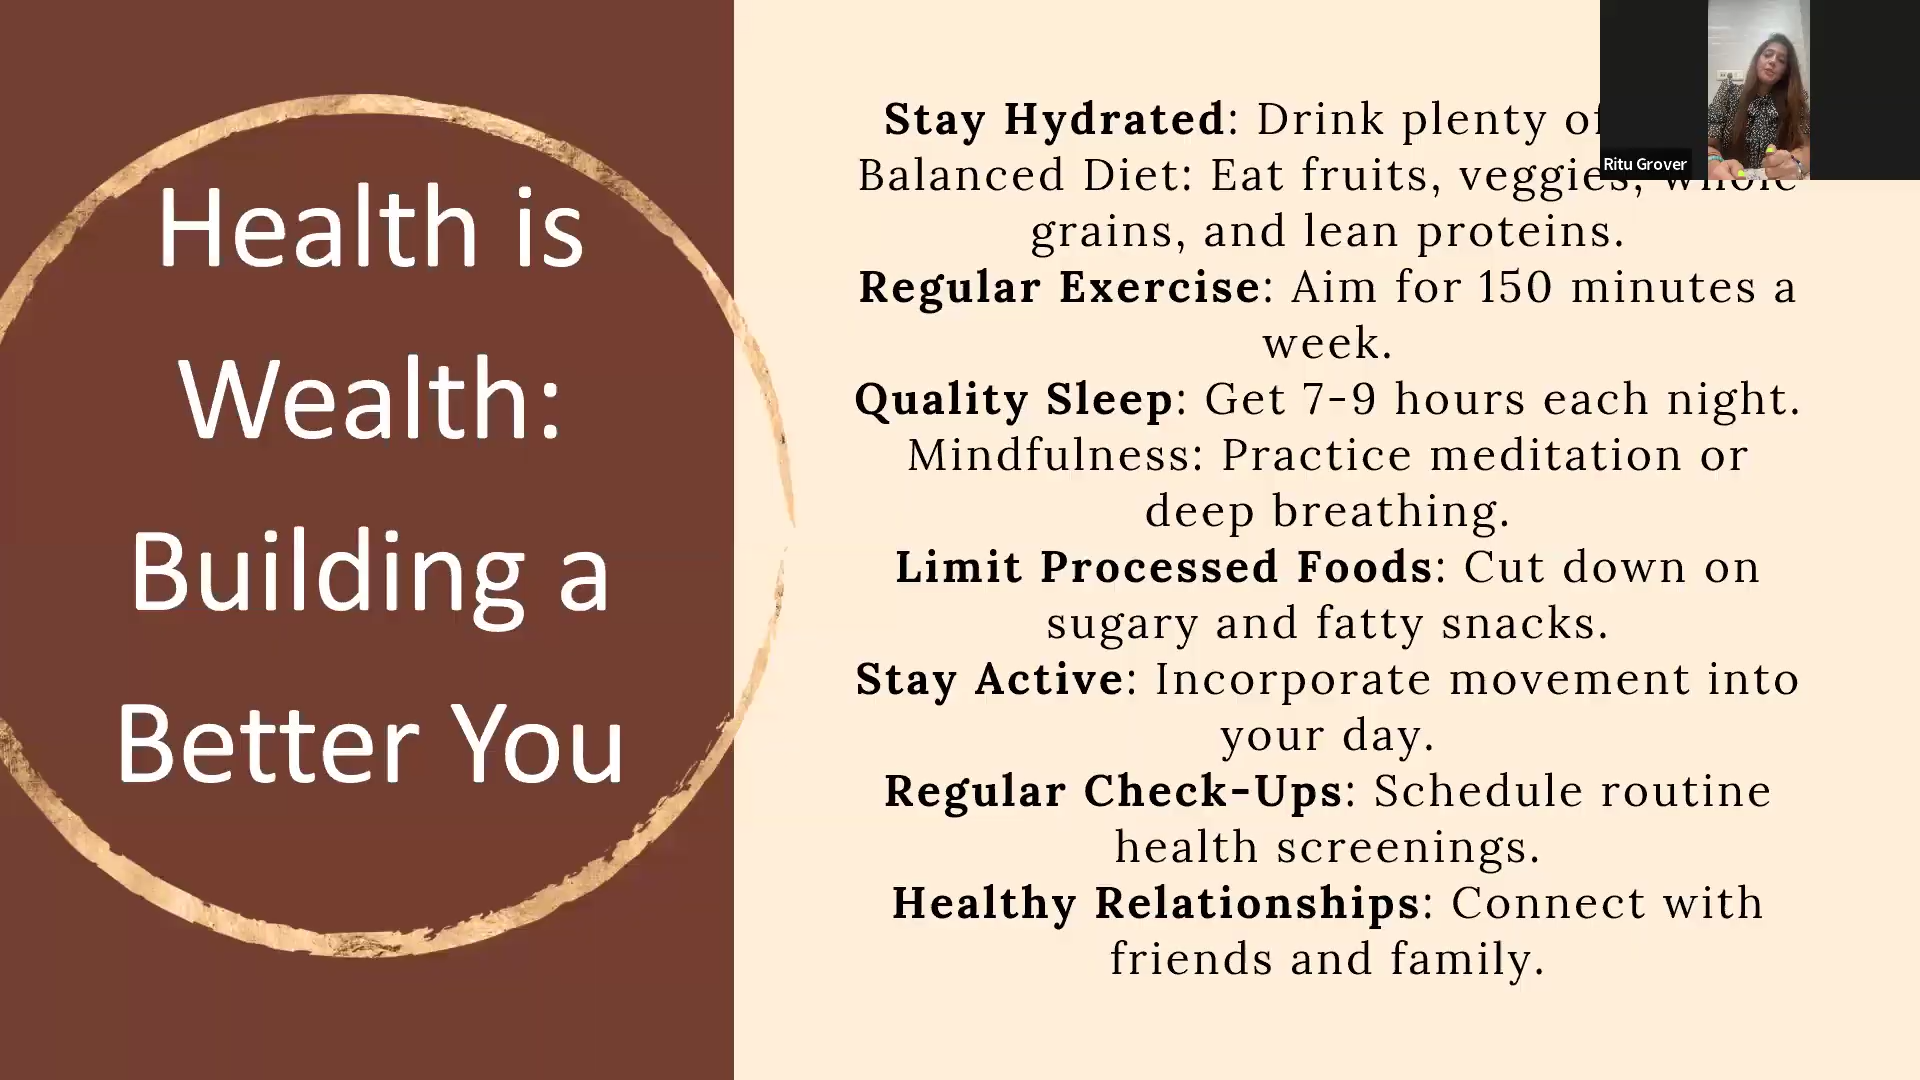 Health is
Wealth:
Building a
Better You
Stay Hydrated: Drink plenty of
Balanced Diet: Eat fruits, veggies, whole
grains, and lean proteins.
Regular Exercise: Aim for 150 minutes a
week.
Quality Sleep: Get 7-9 hours each night.
Mindfulness: Practice meditation or
deep breathing.
Limit Processed Foods: Cut down on
sugary and fatty snacks.
Stay Active: Incorporate movement into
your day.
Regular Check-Ups: Schedule routine
health screenings.
Healthy Relationships: Connect with
friends and family.
Ritu Grover